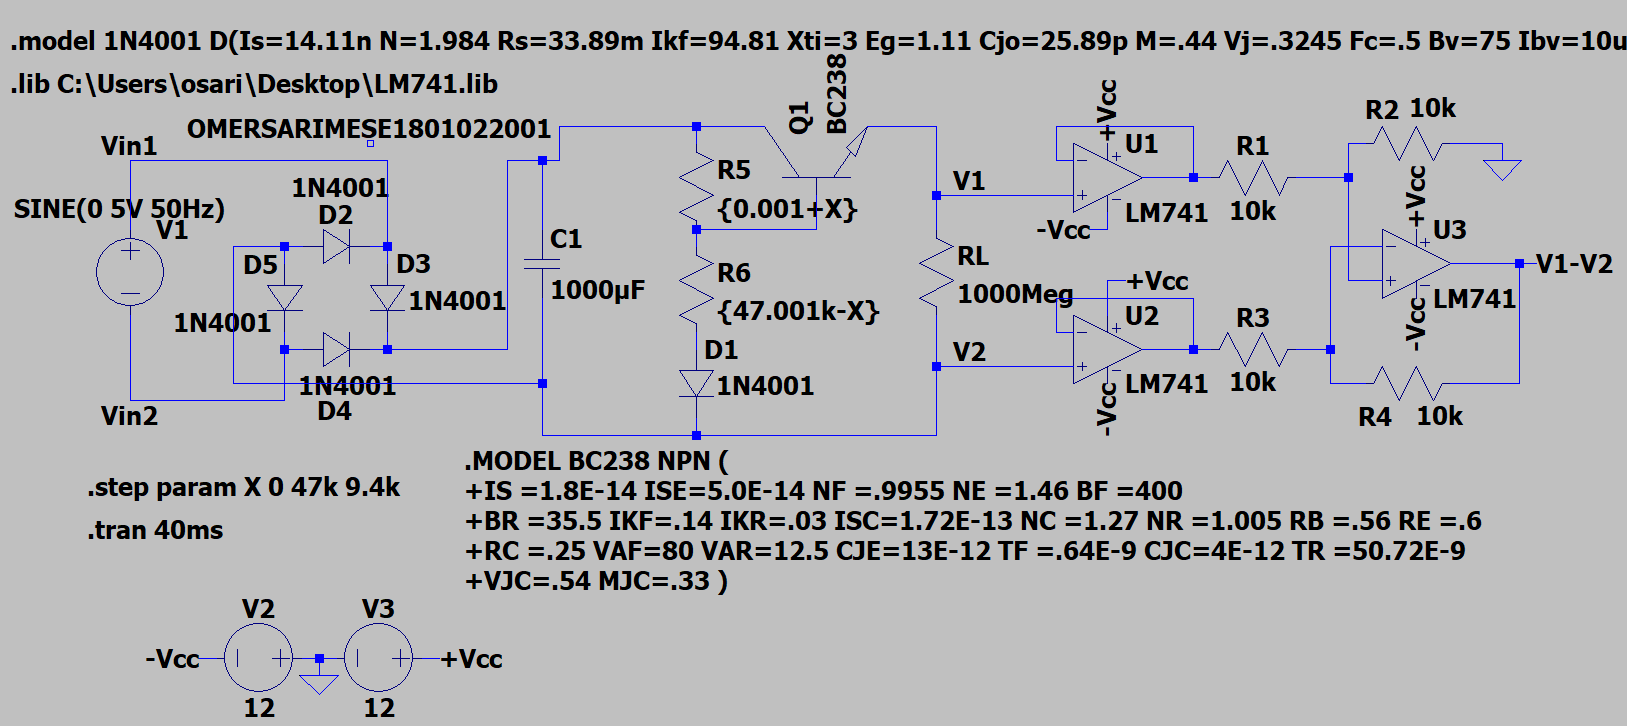 .model 1N4001 D(Is=14.11n N=1.984 Rs=33.89m Ikf=94.81 Xti=3 Eg=1.11 Cjo=25.89p M=.44 Vj=.3245 Fc=.5 Bv=75 Ibv=10u
.lib C:\Users\osari\Desktop\LM741.lib
OMERSARIMESE1801022001
Vin1
SINE(0 5V 50Hz)
V1
Vin2
1N4001
D2
D5
D3
1N4001
1N4001
1N4001
D4
C1
1000µF
R5
{0.001+X}
R6
{47.001k-X}
D1
1N4001
Q1
BC238
V1
RL
1000Meg
V2
+Vcc
U1
LM741
-Vcc
R1
10k
+Vcc
U2
LM741
-Vcc
R3
10k
R2 10k
+Vcc
U3
LM741
-Vcc
V1-V2
R4 10k
.MODEL BC238 NPN (
+IS =1.8E-14 ISE=5.0E-14 NF =.9955 NE =1.46 BF =400
+BR =35.5 IKF=.14 IKR=.03 ISC=1.72E-13 NC =1.27 NR =1.005 RB =.56 RE =.6
+RC =.25 VAF=80 VAR=12.5 CJE=13E-12 TF =.64E-9 CJC=4E-12 TR =50.72E-9
+VJC=.54 MJC=.33 )
.step param X 0 47k 9.4k
.tran 40ms
V2
V3
-Vcc
+Vcc
12
12